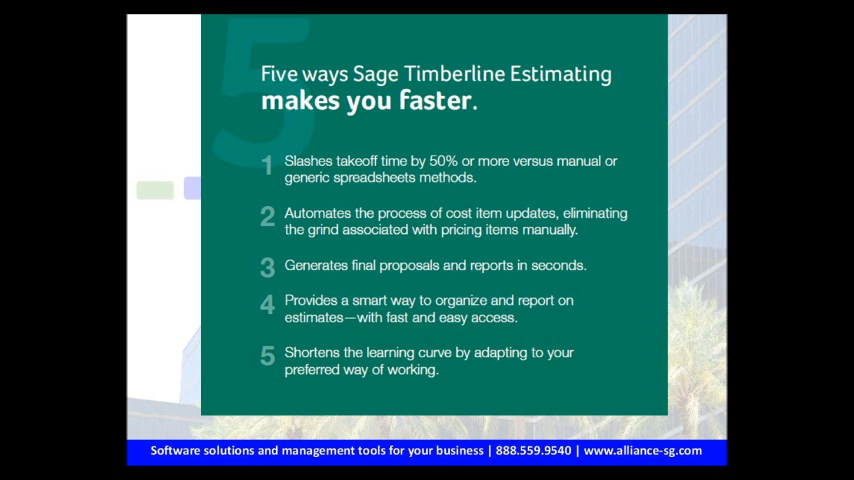 5
Five ways Sage Timberline Estimating
makes you faster.
1 Slashes takeoff time by 50% or more versus manual or
generic spreadsheets methods.
2 Automates the process of cost item updates, eliminating
the grind associated with pricing items manually.
3 Generates final proposals and reports in seconds.
4 Provides a smart way to organize and report on
estimates—with fast and easy access.
5 Shortens the learning curve by adapting to your
preferred way of working.
Software solutions and management tools for your business | 888.559.9540 | www.alliance-sg.com